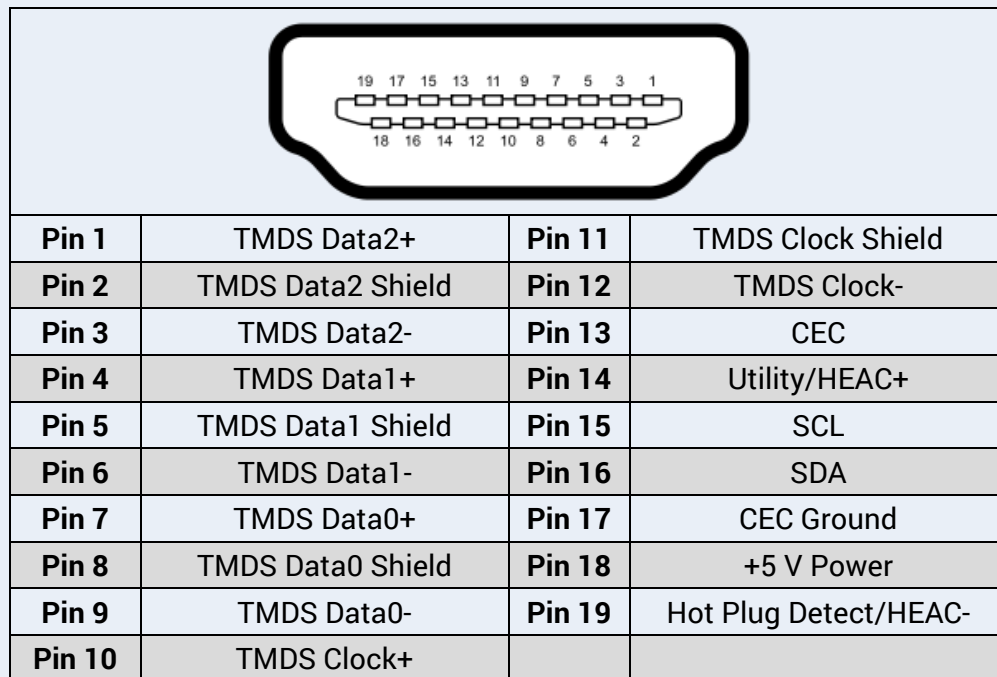 19 17 15 13 11 9 7 5 3 1
18 16 14 12 10 8 6 4 2
Pin 1 TMDS Data2+ Pin 11 TMDS Clock Shield
Pin 2 TMDS Data2 Shield Pin 12 TMDS Clock-
Pin 3 TMDS Data2- Pin 13 CEC
Pin 4 TMDS Data1+ Pin 14 Utility/HEAC+
Pin 5 TMDS Data1 Shield Pin 15 SCL
Pin 6 TMDS Data1- Pin 16 SDA
Pin 7 TMDS Data0+ Pin 17 CEC Ground
Pin 8 TMDS Data0 Shield Pin 18 +5 V Power
Pin 9 TMDS Data0- Pin 19 Hot Plug Detect/HEAC-
Pin 10 TMDS Clock+